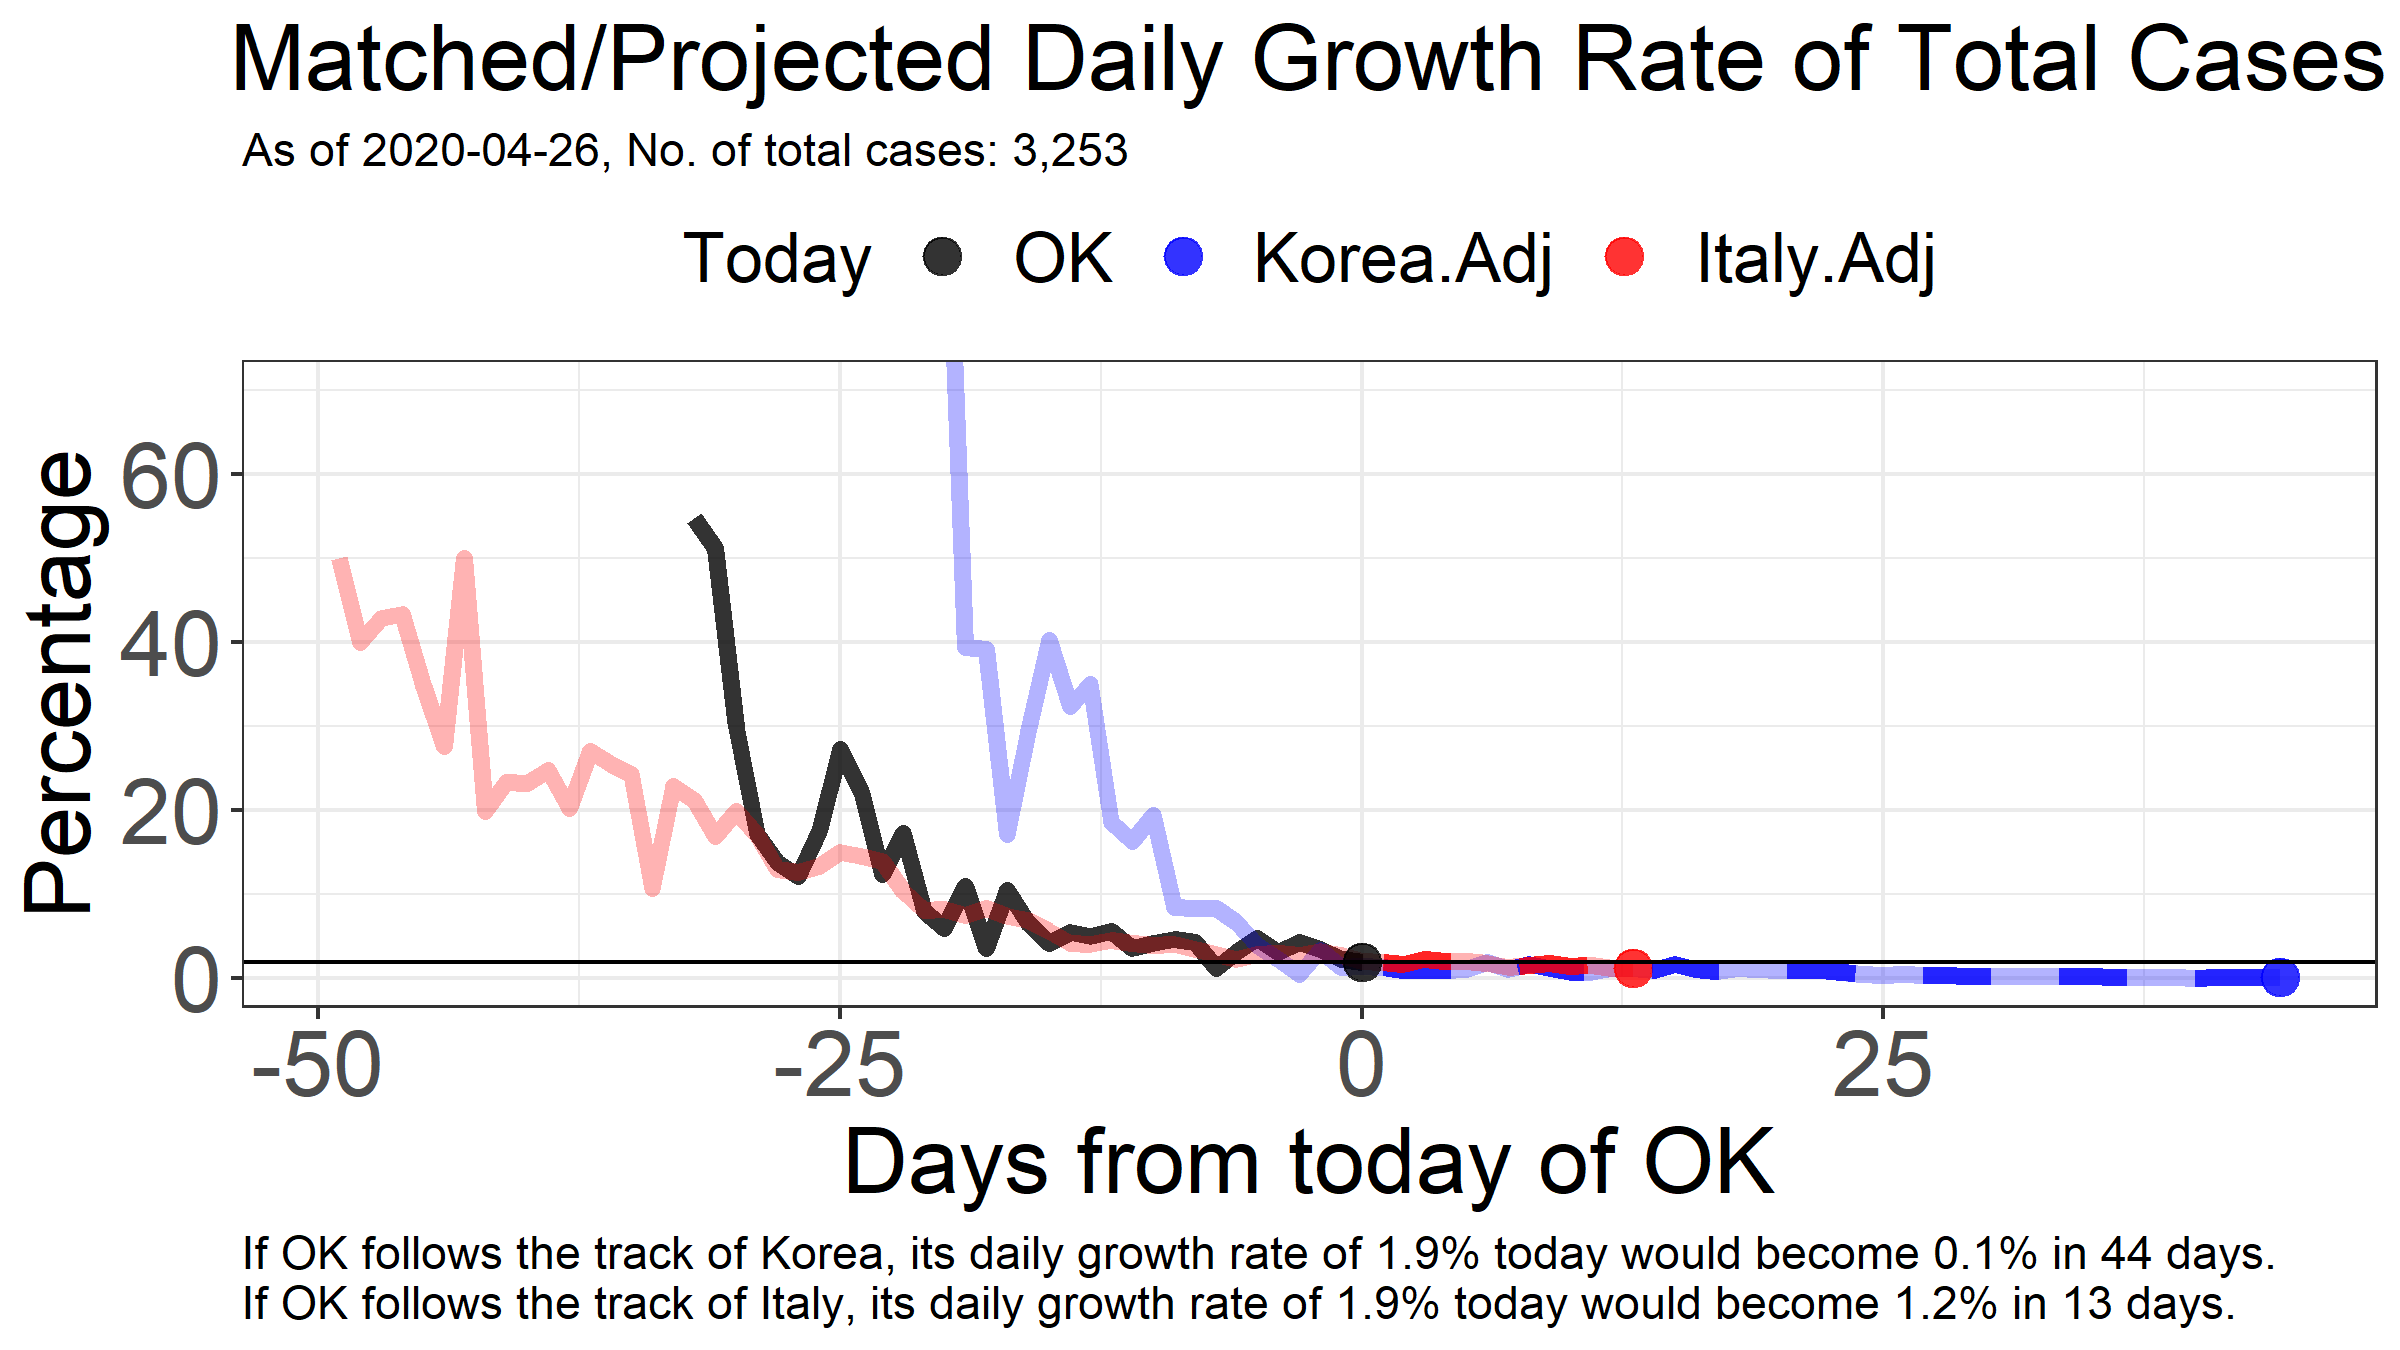 Matched/Projected Daily Growth Rate of Total Cases
As of 2020-04-26, No. of total cases: 3,253
Today OK Korea.Adj Italy.Adj
Percentage
60
40
20
0
-50 -25 0 25
Days from today of OK
If OK follows the track of Korea, its daily growth rate of 1.9% today would become 0.1% in 44 days.
If OK follows the track of Italy, its daily growth rate of 1.9% today would become 1.2% in 13 days.